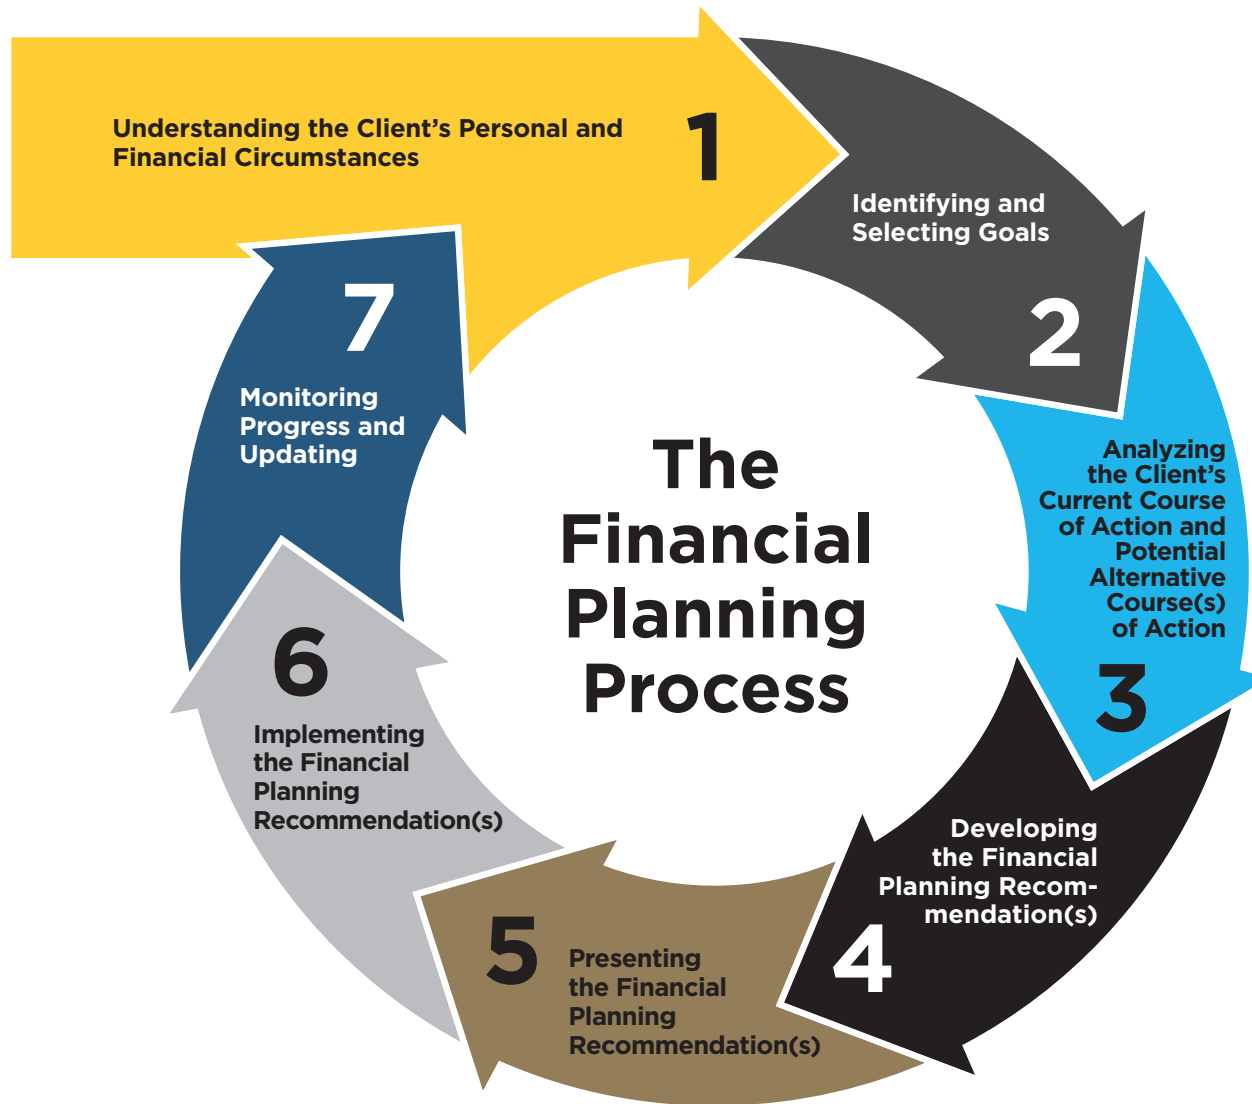 Understanding the Client’s Personal and
Financial Circumstances
1
Identifying and
Selecting Goals
2
Analyzing
the Client’s
Current Course
of Action and
Potential
Alternative
Course(s)
of Action
3
Developing
the Financial
Planning Recom-
mendation(s)
4
5
Presenting
the Financial
Planning
Recommendation(s)
6
Implementing
the Financial
Planning
Recommendation(s)
7
Monitoring
Progress and
Updating
The
Financial
Planning
Process